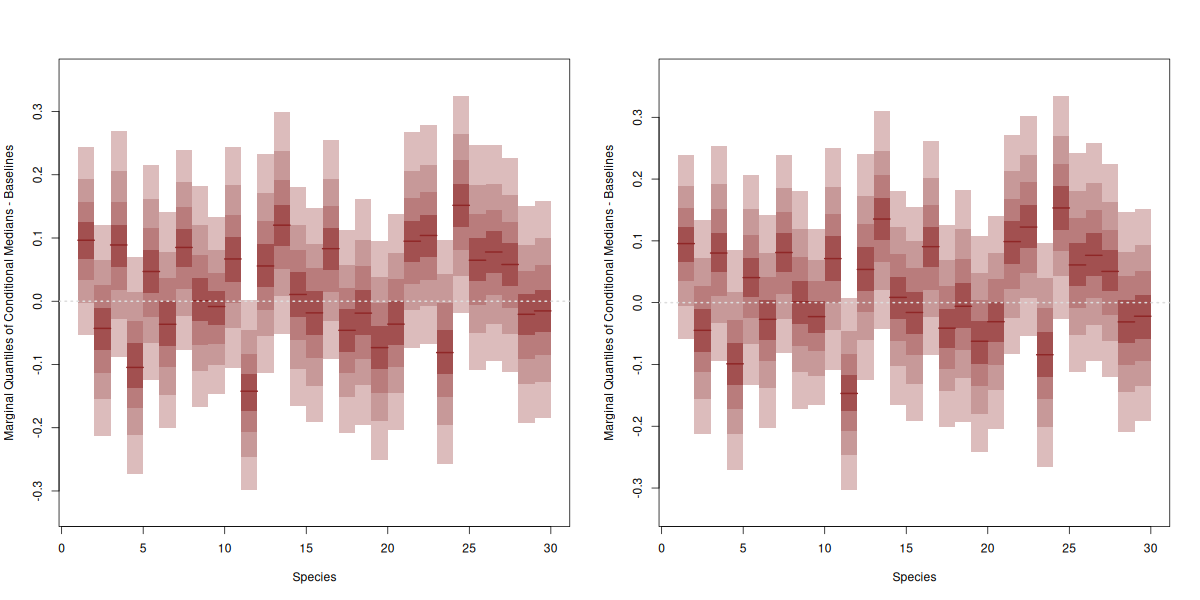 Marginal Quantiles of Conditional Medians - Baselines
0.3
0.2
0.1
0.0
-0.1
-0.2
-0.3
0 5 10 15 20 25 30
Species
Marginal Quantiles of Conditional Medians - Baselines
0.3
0.2
0.1
0.0
-0.1
-0.2
-0.3
0 5 10 15 20 25 30
Species